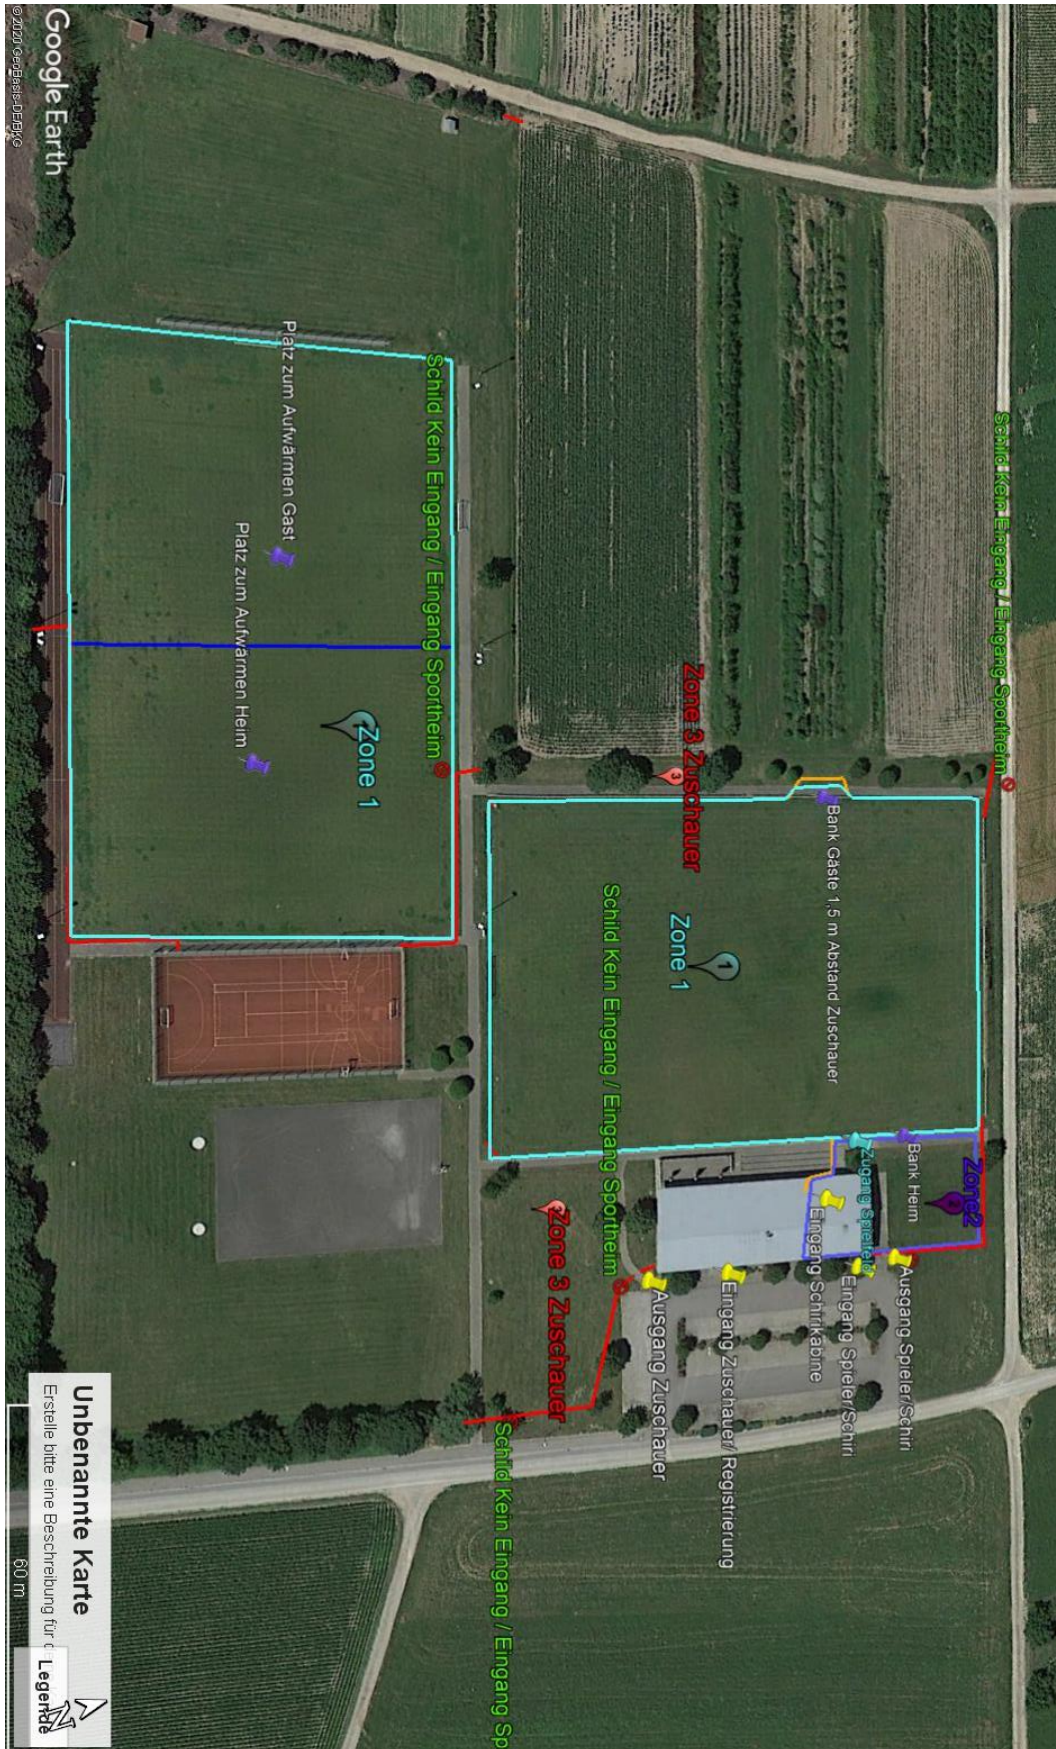 Schild Kein Eingang / Eingang Sportheim
Zone2
Bank Heim
Ausgang Spieler/Schiri
Zugang Spielfeld
Eingang Spieler/Schiri
Bank Gäste 1,5 m Abstand Zuschauer
Eingang Schirikabine
Eingang Zuschauer/ Registrierung
Zone 3 Zuschauer
1
Zone 1
Ausgang Zuschauer
3
Schild Kein Eingang / Eingang Sportheim
Zone 3 Zuschauer
Schild Kein Eingang / Eingang Sp
Schild Kein Eingang / Eingang Sportheim
Zone 1
Platz zum Aufwärmen Gast
Platz zum Aufwärmen Heim
Google Earth
©2020 GeoBasis-DE/BKG
Unbenannte Karte
Erstelle bitte eine Beschreibung für de
Legende
N
60 m